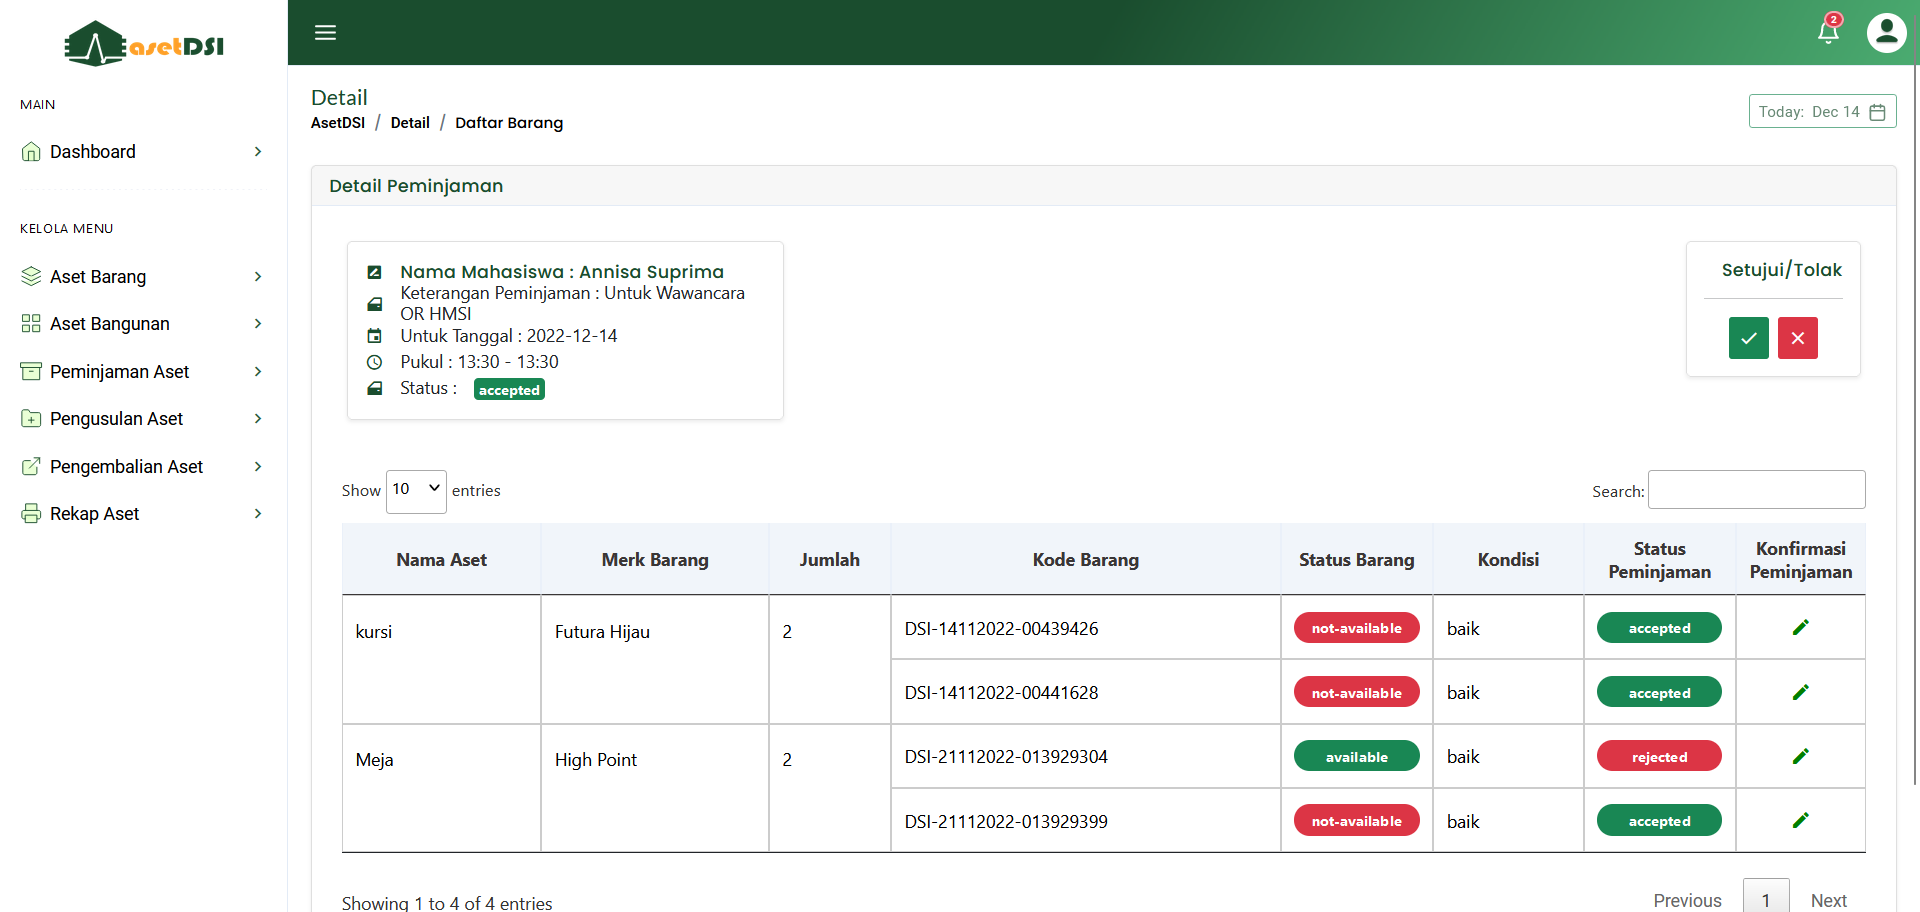 asetDSI
2
MAIN
Dashboard
KELOLA MENU
Aset Barang
Aset Bangunan
Peminjaman Aset
Pengusulan Aset
Pengembalian Aset
Rekap Aset
Detail
AsetDSI / Detail / Daftar Barang
Today: Dec 14
Detail Peminjaman
Nama Mahasiswa : Annisa Suprima
Keterangan Peminjaman : Untuk Wawancara
OR HMSI
Untuk Tanggal : 2022-12-14
Pukul : 13:30 - 13:30
Status : accepted
Setujui/Tolak
Show 10 entries
Search:
Nama Aset Merk Barang Jumlah Kode Barang Status Barang Kondisi Status Peminjaman Konfirmasi Peminjaman
kursi Futura Hijau 2 DSI-14112022-00439426 not-available baik accepted
DSI-14112022-00441628 not-available baik accepted
Meja High Point 2 DSI-21112022-013929304 available baik rejected
DSI-21112022-013929399 not-available baik accepted
Showing 1 to 4 of 4 entries
Previous 1 Next